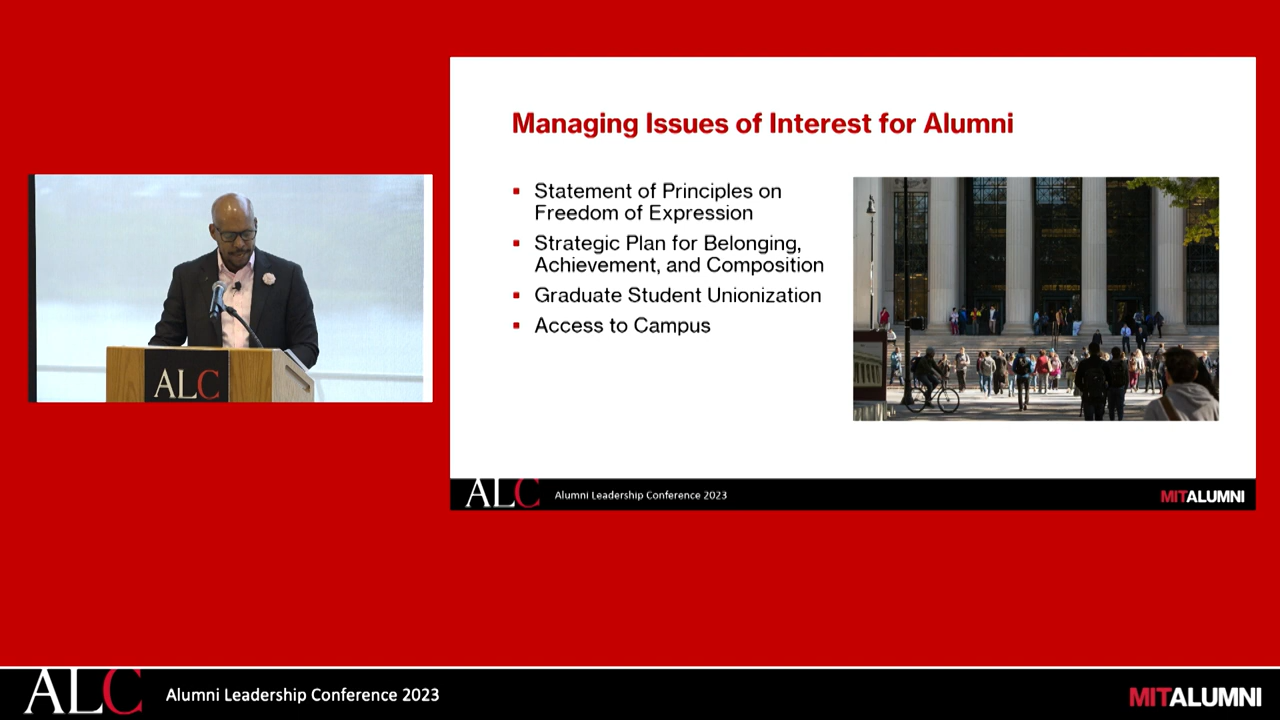 Managing Issues of Interest for Alumni
Statement of Principles on
Freedom of Expression
Strategic Plan for Belonging,
Achievement, and Composition
Graduate Student Unionization
Access to Campus
ALC
ALC Alumni Leadership Conference 2023 MITALUMNI
ALC Alumni Leadership Conference 2023 MITALUMNI